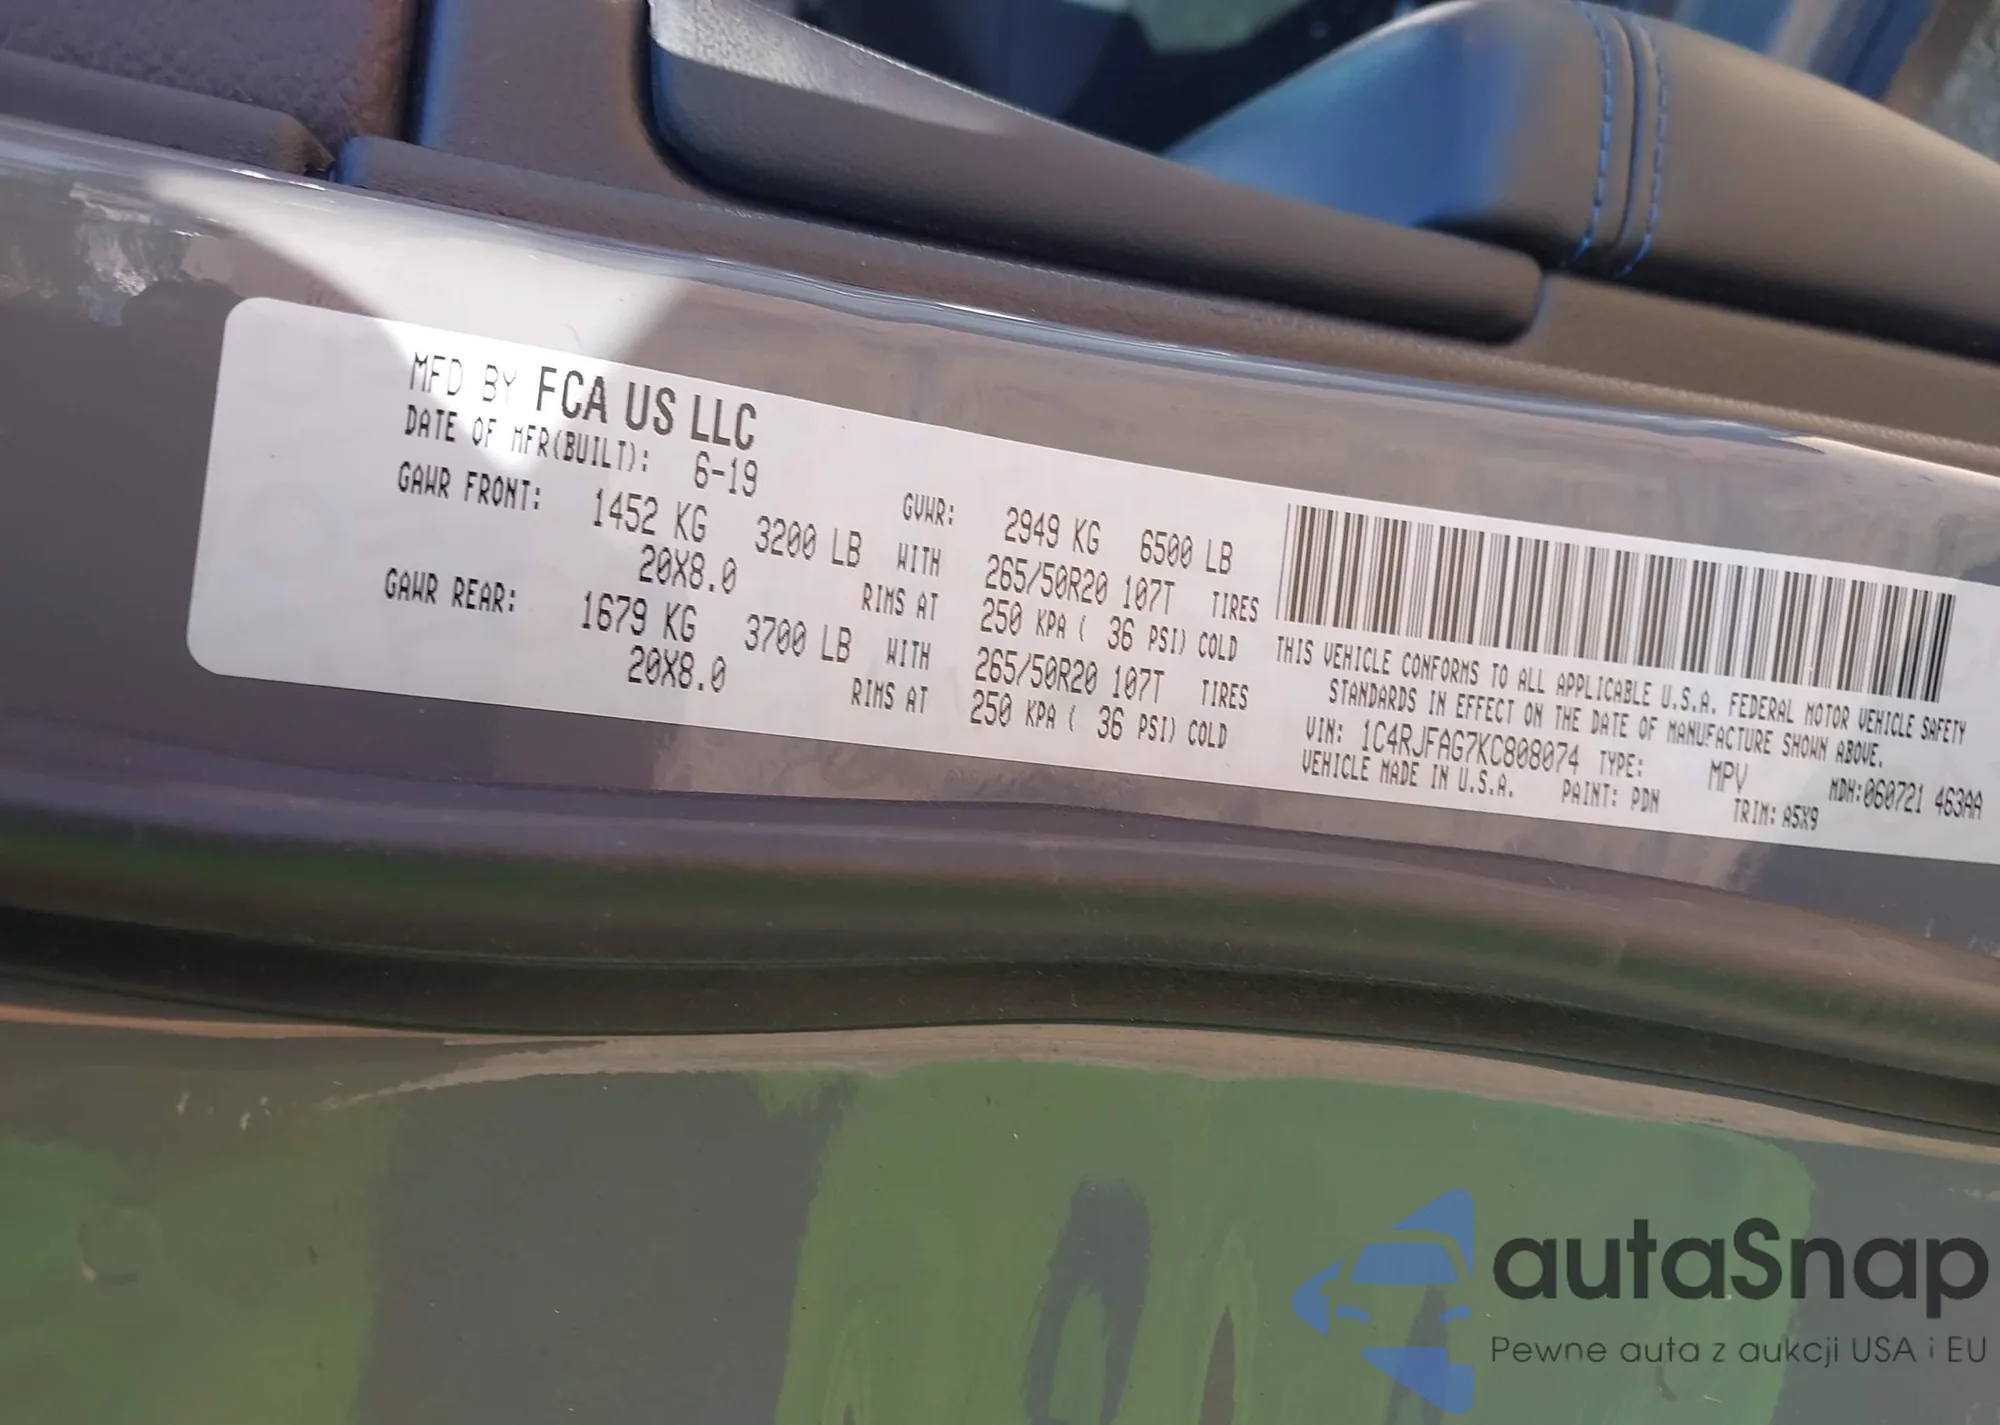 MFD BY FCA US LLC
DATE OF MFR(BUILT): 6-19
GVWR: 2949 KG 6500 LB
GAWR FRONT: 1452 KG 3200 LB WITH 265/50R20 107T TIRES
20X8.0 RIMS AT 250 KPA ( 36 PSI) COLD
GAWR REAR: 1679 KG 3700 LB WITH 265/50R20 107T TIRES
20X8.0 RIMS AT 250 KPA ( 36 PSI) COLD
THIS VEHICLE CONFORMS TO ALL APPLICABLE U.S.A. FEDERAL MOTOR VEHICLE SAFETY
STANDARDS IN EFFECT ON THE DATE OF MANUFACTURE SHOWN ABOVE.
VIN: 1C4RJFAG7KC808074 TYPE: MPV MDH:060721 463AA
VEHICLE MADE IN U.S.A. PAINT: PDN TRIM: A5X9
autaSnap
Pewne auta z aukcji USA i EU